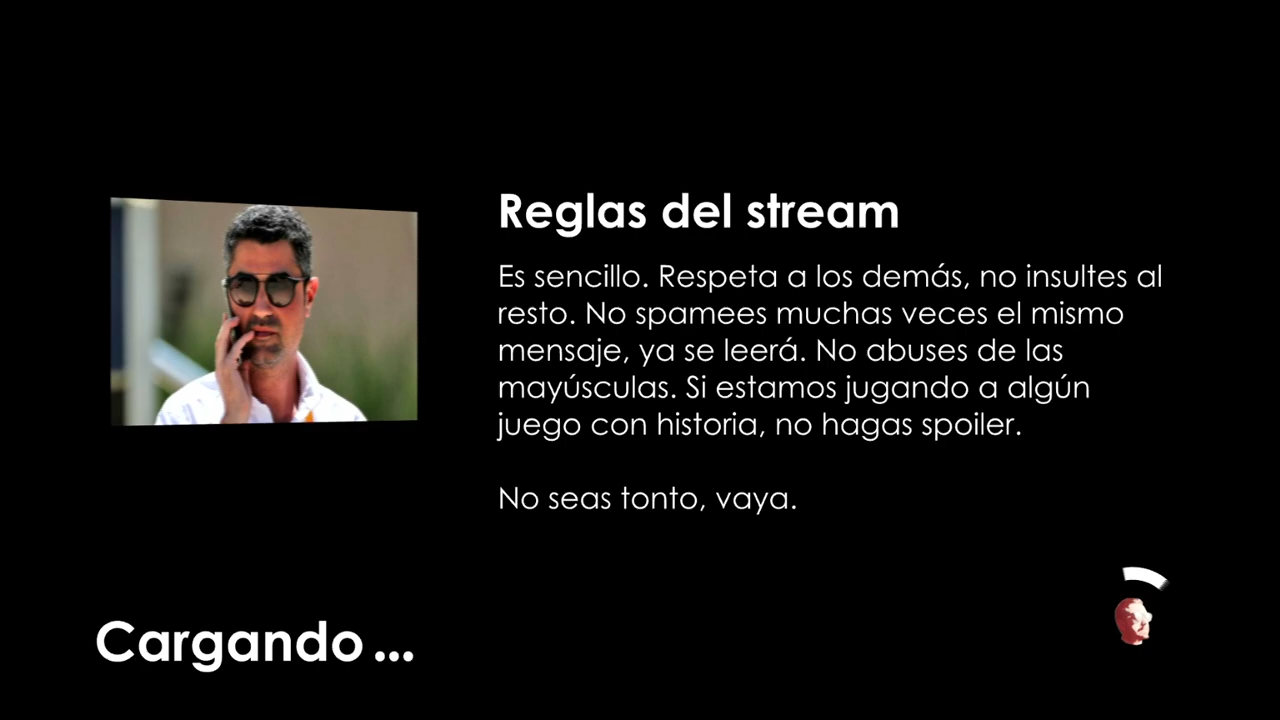 Reglas del stream
Es sencillo. Respeta a los demás, no insultes al
resto. No spamees muchas veces el mismo
mensaje, ya se leerá. No abuses de las
mayúsculas. Si estamos jugando a algún
juego con historia, no hagas spoiler.
No seas tonto, vaya.
Cargando ...